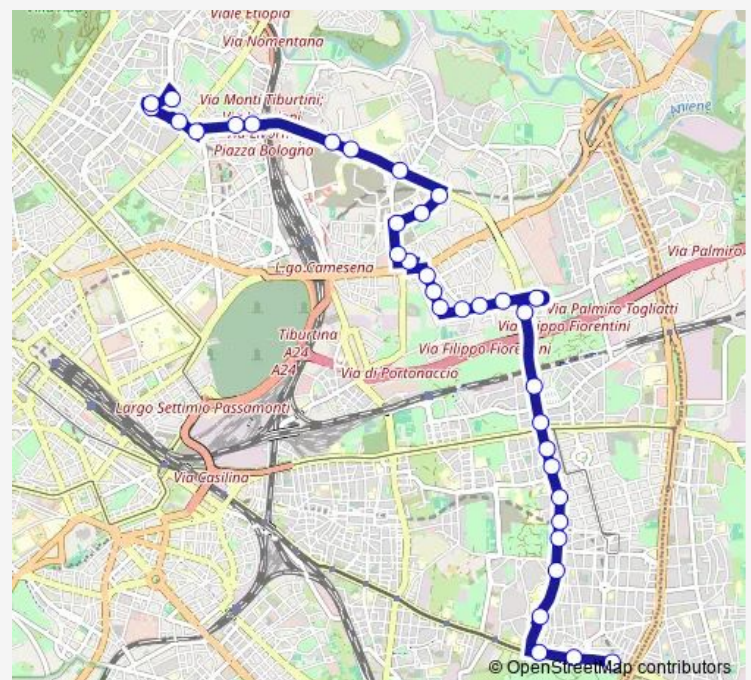 Viale Etiopia
Via Nomentana
Via Monti Tiburtini;
Aniene
Piazza Bologna
Via Palmiro
L.go Camesena
Via Palmiro Togliatti
Tiburtina
A24
A24
Via Filippo Fiorentini
Via di Portonaccio
Largo Settimio Passamonti
Via Casilina
© OpenStreetMap contributors